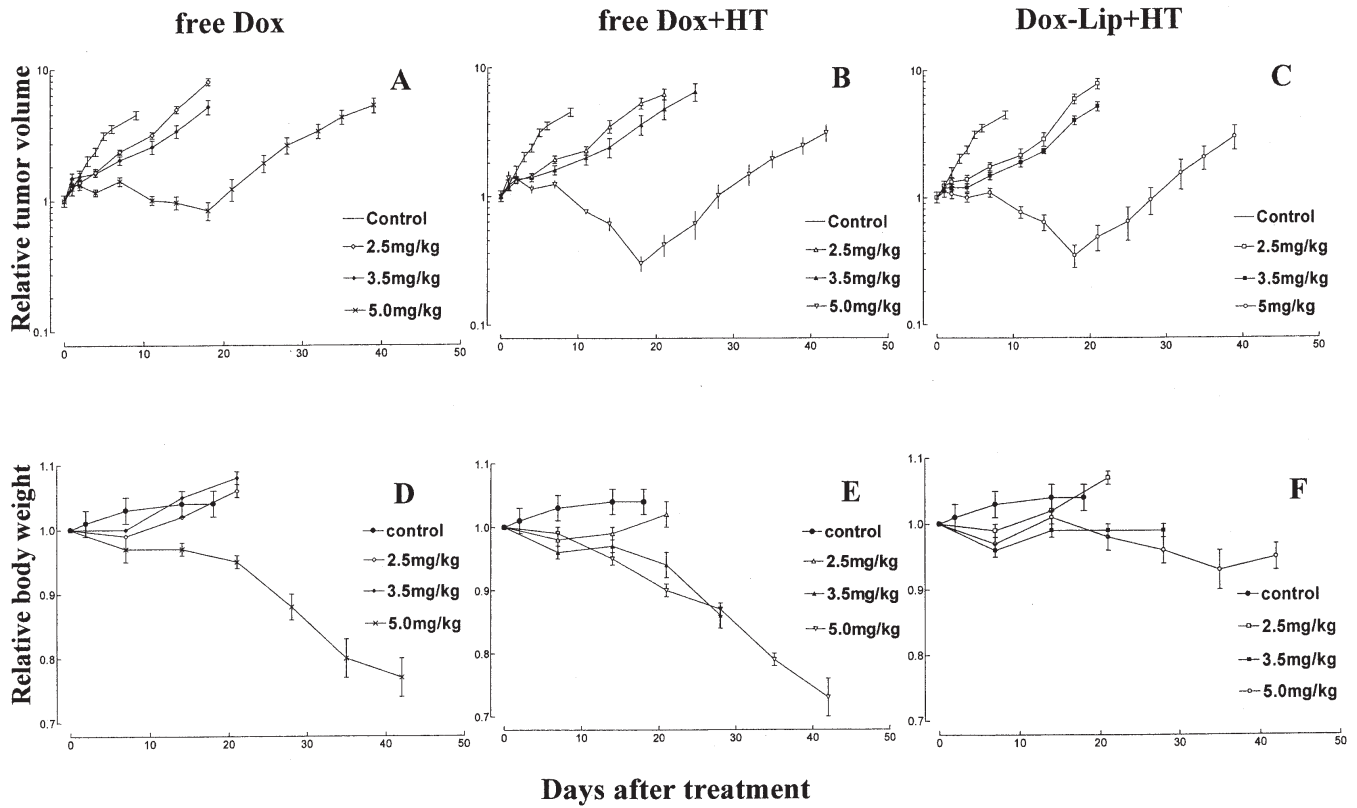 free Dox
free Dox+HT
Dox-Lip+HT
Relative tumor volume
10
1
0.1
A
Control
2.5mg/kg
3.5mg/kg
5.0mg/kg
0 10 20 30 40 50
10
1
0.1
B
Control
2.5mg/kg
3.5mg/kg
5.0mg/kg
0 10 20 30 40 50
10
1
0.1
C
Control
2.5mg/kg
3.5mg/kg
5mg/kg
0 10 20 30 40 50
Relative body weight
1.1
1.0
0.9
0.8
0.7
D
control
2.5mg/kg
3.5mg/kg
5.0mg/kg
0 10 20 30 40 50
1.1
1.0
0.9
0.8
0.7
E
control
2.5mg/kg
3.5mg/kg
5.0mg/kg
0 10 20 30 40 50
1.1
1.0
0.9
0.8
0.7
F
control
2.5mg/kg
3.5mg/kg
5.0mg/kg
0 10 20 30 40 50
Days after treatment